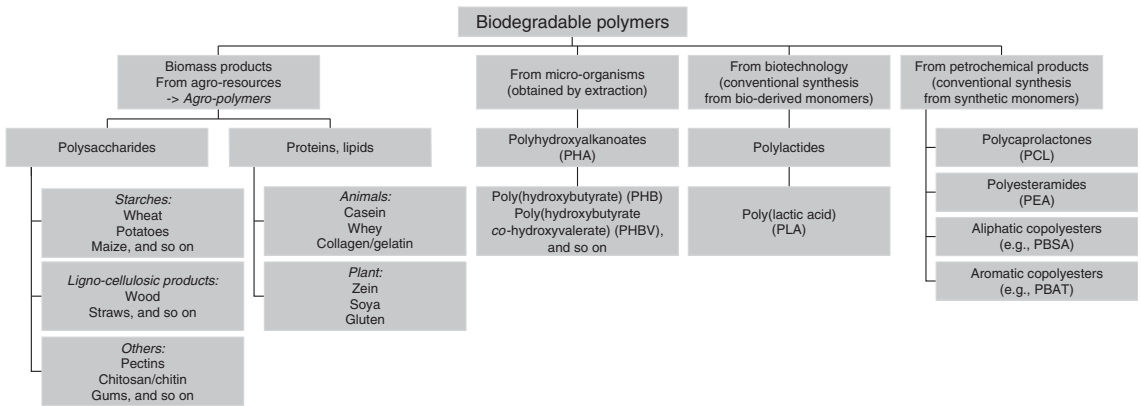 Biodegradable polymers
Biomass products
From agro-resources
-> Agro-polymers
From micro-organisms
(obtained by extraction)
From biotechnology
(conventional synthesis
from bio-derived monomers)
From petrochemical products
(conventional synthesis
from synthetic monomers)
Polysaccharides
Proteins, lipids
Polyhydroxyalkanoates
(PHA)
Polylactides
Polycaprolactones
(PCL)
Starches:
Wheat
Potatoes
Maize, and so on
Animals:
Casein
Whey
Collagen/gelatin
Poly(hydroxybutyrate) (PHB)
Poly(hydroxybutyrate
co-hydroxyvalerate) (PHBV),
and so on
Poly(lactic acid)
(PLA)
Polyesteramides
(PEA)
Aliphatic copolyesters
(e.g., PBSA)
Ligno-cellulosic products:
Wood
Straws, and so on
Plant:
Zein
Soya
Gluten
Aromatic copolyesters
(e.g., PBAT)
Others:
Pectins
Chitosan/chitin
Gums, and so on